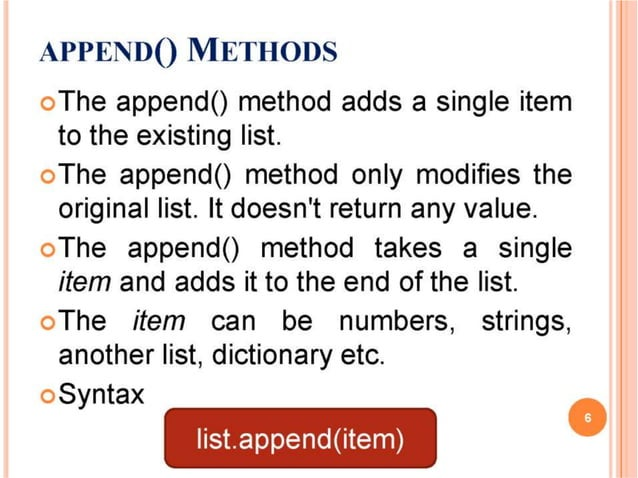 APPEND() METHODS
The append() method adds a single item
to the existing list.
The append() method only modifies the
original list. It doesn't return any value.
The append() method takes a single
item and adds it to the end of the list.
The item can be numbers, strings,
another list, dictionary etc.
Syntax
6
list.append(item)